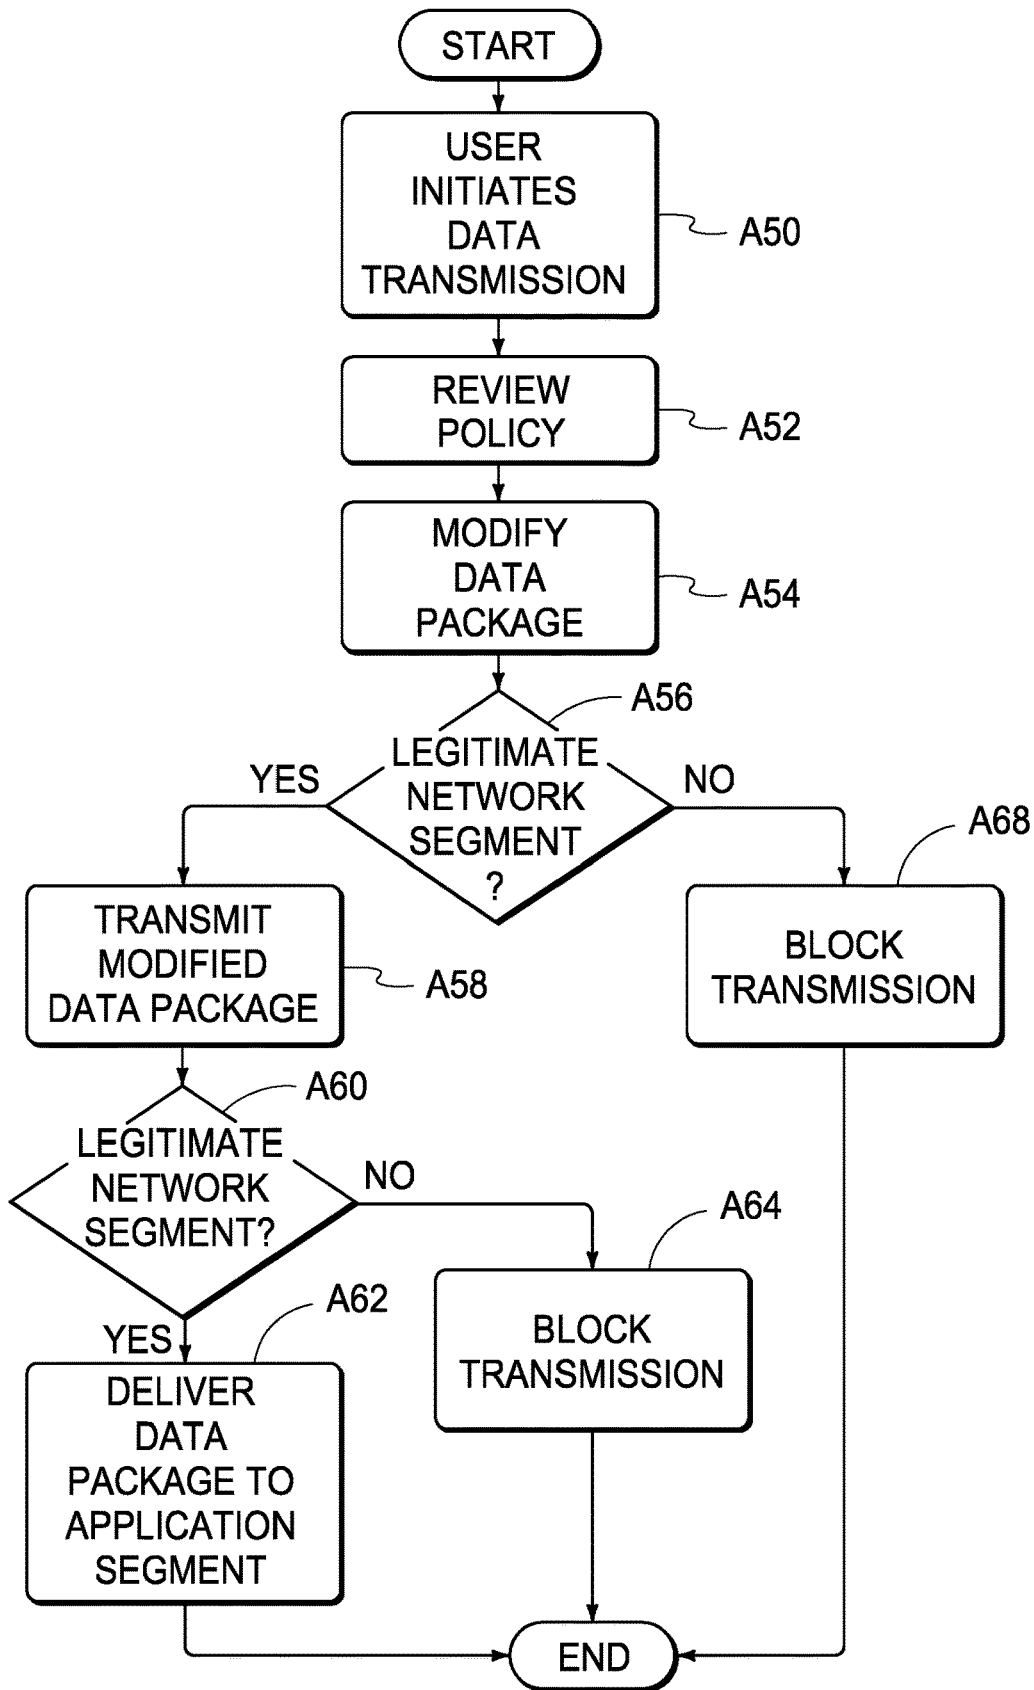 START
USER
INITIATES
DATA
TRANSMISSION
A50
REVIEW
POLICY
A52
MODIFY
DATA
PACKAGE
A54
A56
LEGITIMATE
NETWORK
SEGMENT
?
YES
NO
A68
TRANSMIT
MODIFIED
DATA PACKAGE
A58
BLOCK
TRANSMISSION
A60
LEGITIMATE
NETWORK
SEGMENT?
NO
A64
YES
A62
BLOCK
TRANSMISSION
DELIVER
DATA
PACKAGE TO
APPLICATION
SEGMENT
END